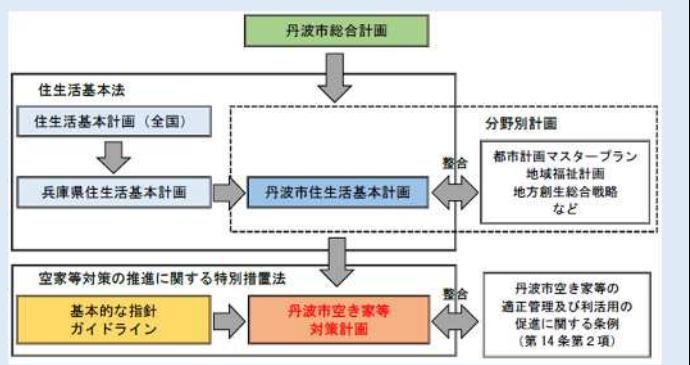 丹波市総合計画
住生活基本法
住生活基本計画（全国）
分野別計画
兵庫県住生活基本計画
丹波市住生活基本計画
整合
都市計画マスタープラン
地域福祉計画
地方創生総合戦略
など
空家等対策の推進に関する特別措置法
基本的な指針
ガイドライン
丹波市空き家等
対策計画
整合
丹波市空き家等の
適正管理及び利活用の
促進に関する条例
（第14条第２項）